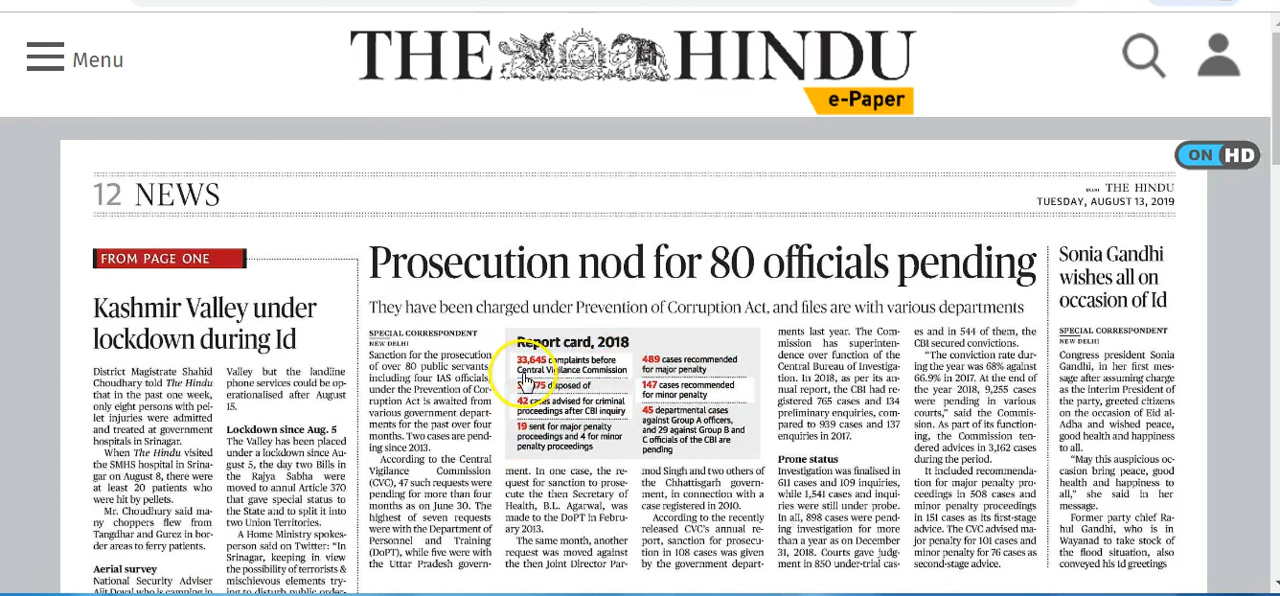 Menu
THE HINDU
e-Paper
ON HD
12 NEWS
THE HINDU
TUESDAY, AUGUST 13, 2019
FROM PAGE ONE
Kashmir Valley under
lockdown during Id
District Magistrate Shahid
Choudhary told The Hindu
that in the past one week,
only eight persons with pel-
let injuries were admitted
and treated at government
hospitals in Srinagar.
When The Hindu visited
the SMHS hospital in Srina-
gar on August 8, there were
at least 20 patients who
were hit by pellets.
Mr. Choudhury said ma-
ny choppers flew from
Tangdhar and Gurez in bor-
der areas to ferry patients.
Aerial survey
National Security Adviser
Ajit Doval who is camping in
Valley but the landline
phone services could be op-
erationalised after August
15.
Lockdown since Aug. 5
The Valley has been placed
under a lockdown since Au-
gust 5, the day two Bills in
the Rajya Sabha were
moved to annul Article 370
that gave special status to
the State and to split it into
two Union Territories.
A Home Ministry spokes-
person said on Twitter: “In
Srinagar, keeping in view
the possibility of terrorists &
mischievous elements try-
ing to disturb public order,
Prosecution nod for 80 officials pending
They have been charged under Prevention of Corruption Act, and files are with various departments
SPECIAL CORRESPONDENT
NEW DELHI
Sanction for the prosecution
of over 80 public servants,
including four IAS officials,
under the Prevention of Cor-
ruption Act is awaited from
various government depart-
ments for the past over four
months. Two cases are pend-
ing since 2013.
According to the Central
Vigilance Commission
(CVC), 47 such requests were
pending for more than four
months as on June 30. The
highest of seven requests
were with the Department of
Personnel and Training
(DoPT), while five were with
the Uttar Pradesh govern-
Report card, 2018
33,645 complaints before
Central Vigilance Commission
disposed of
42 cases advised for criminal
proceedings after CBI inquiry
19 sent for major penalty
proceedings and 4 for minor
penalty proceedings
489 cases recommended
for major penalty
147 cases recommended
for minor penalty
45 departmental cases
against Group A officers,
and 29 against Group B and
C officials of the CBI are
pending
ment. In one case, the re-
quest for sanction to prose-
cute the then Secretary of
Health, B.L. Agarwal, was
made to the DoPT in Febru-
ary 2013.
The same month, another
request was moved against
the then Joint Director Par-
mod Singh and two others of
the Chhattisgarh govern-
ment, in connection with a
case registered in 2010.
According to the recently
released CVC's annual re-
port, sanction for prosecu-
tion in 108 cases was given
by the government depart-
ments last year. The Com-
mission has superinten-
dence over function of the
Central Bureau of Investiga-
tion. In 2018, as per its an-
nual report, the CBI had re-
gistered 765 cases and 134
preliminary enquiries, com-
pared to 939 cases and 137
enquiries in 2017.
Prone status
Investigation was finalised in
611 cases and 109 inquiries,
while 1,541 cases and inqui-
ries were still under probe.
In all, 898 cases were pend-
ing investigation for more
than a year as on December
31, 2018. Courts gave judg-
ment in 850 under-trial cas-
es and in 544 of them, the
CBI secured convictions.
“The conviction rate dur-
ing the year was 68% against
66.9% in 2017. At the end of
the year 2018, 9,255 cases
were pending in various
courts,” said the Commis-
sion. As part of its function-
ing, the Commission ten-
dered advices in 3,162 cases
during the period.
It included recommenda-
tion for major penalty pro-
ceedings in 508 cases and
minor penalty proceedings
in 151 cases as its first-stage
advice. The CVC advised ma-
jor penalty for 101 cases and
minor penalty for 76 cases as
second-stage advice.
Sonia Gandhi
wishes all on
occasion of Id
SPECIAL CORRESPONDENT
NEW DELHI
Congress president Sonia
Gandhi, in her first mes-
sage after assuming charge
as the interim President of
the party, greeted citizens
on the occasion of Eid al-
Adha and wished peace,
good health and happiness
to all.
“May this auspicious oc-
casion bring peace, good
health and happiness to
all,” she said in her
message.
Former party chief Ra-
hul Gandhi, who is in
Wayanad to take stock of
the flood situation, also
conveyed his Id greetings